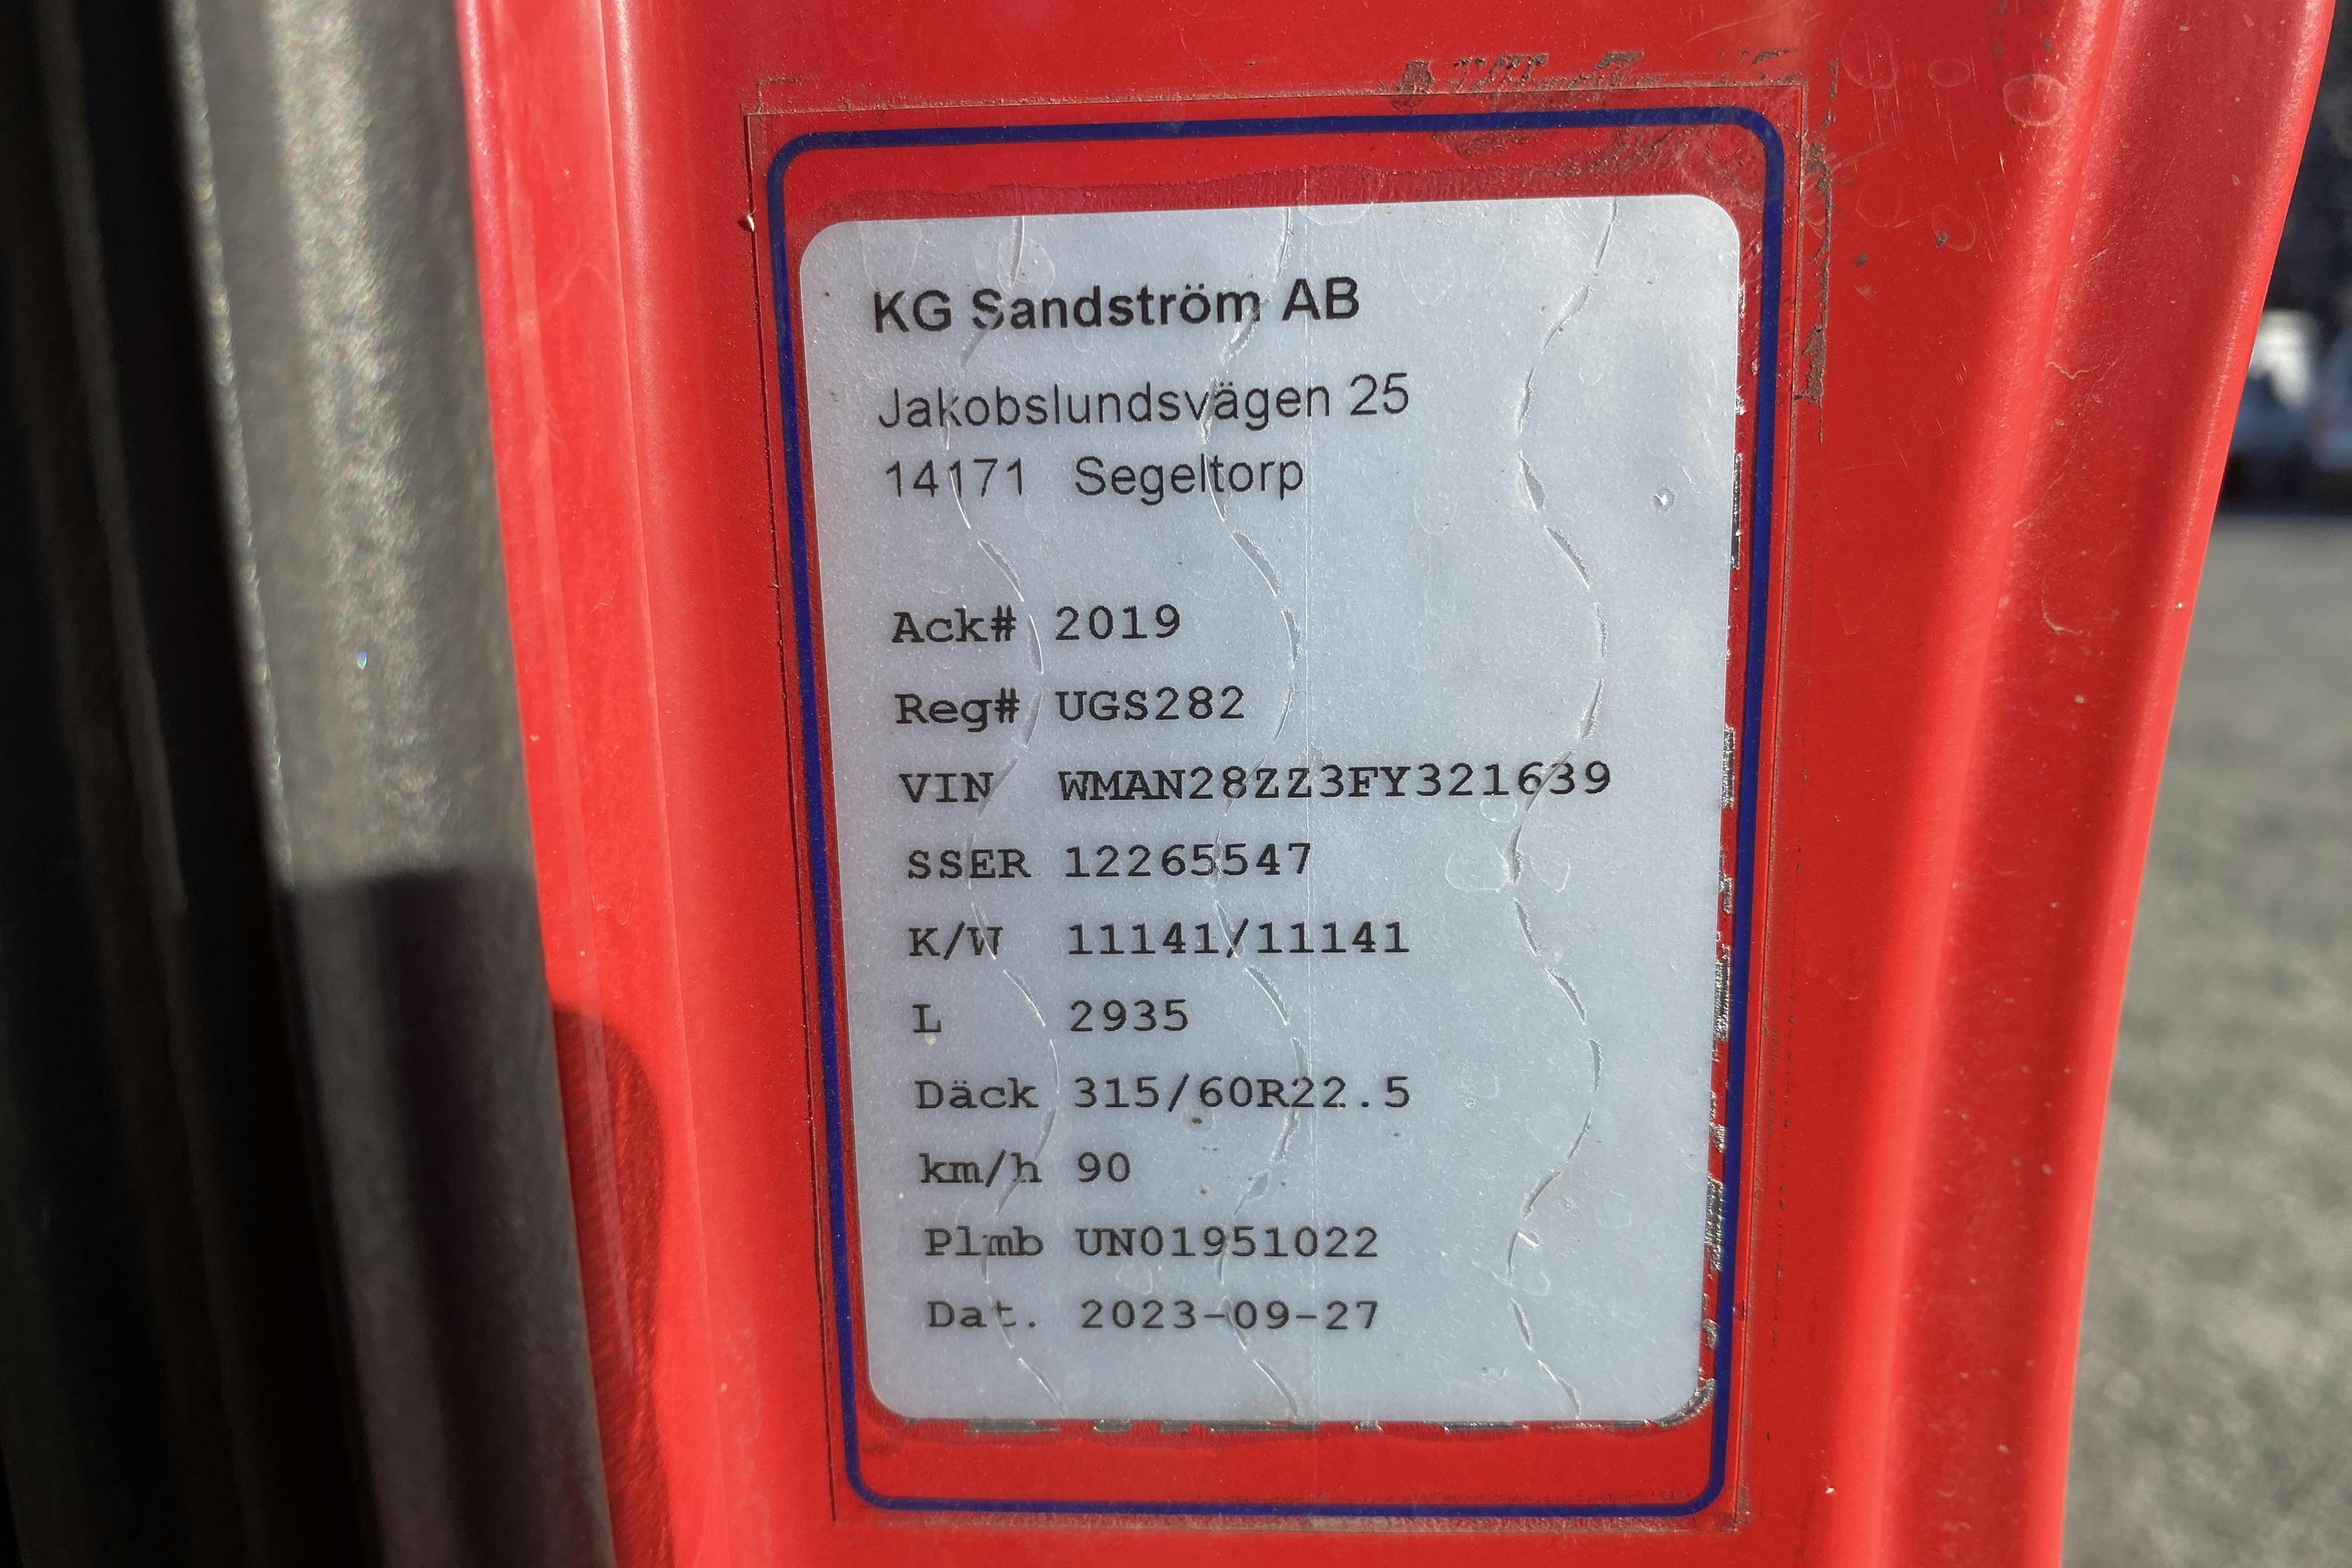 KG Sandström AB
Jakobslundsvägen 25
14171 Segeltorp
Ack# 2019
Reg# UGS282
VIN WMAN28ZZ3FY321639
SSER 12265547
K/W 11141/11141
L 2935
Däck 315/60R22.5
km/h 90
Plmb UN01951022
Dat. 2023-09-27